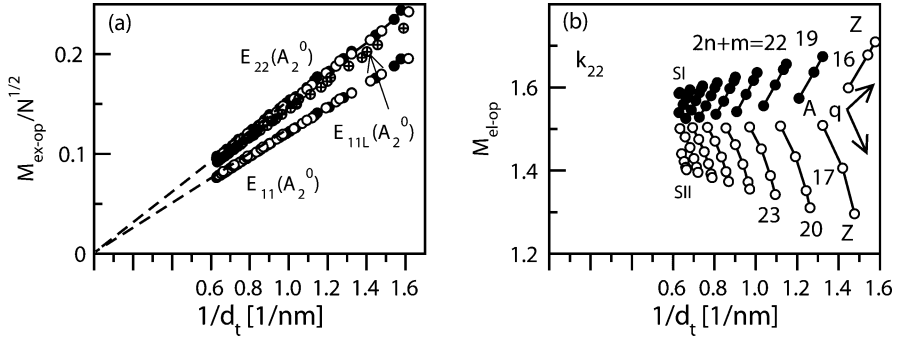 (a)
0.2
0.1
0
M_ex-op/N^1/2
E_22(A_2^0)
E_11L(A_2^0)
E_11(A_2^0)
0.6 0.8 1.0 1.2 1.4 1.6
1/d_t [1/nm]
(b)
1.6
1.4
1.2
M_el-op
k_22
2n+m=22
19
16
Z
SI
A
q
SII
23
20
17
Z
0.6 0.8 1.0 1.2 1.4 1.6
1/d_t [1/nm]